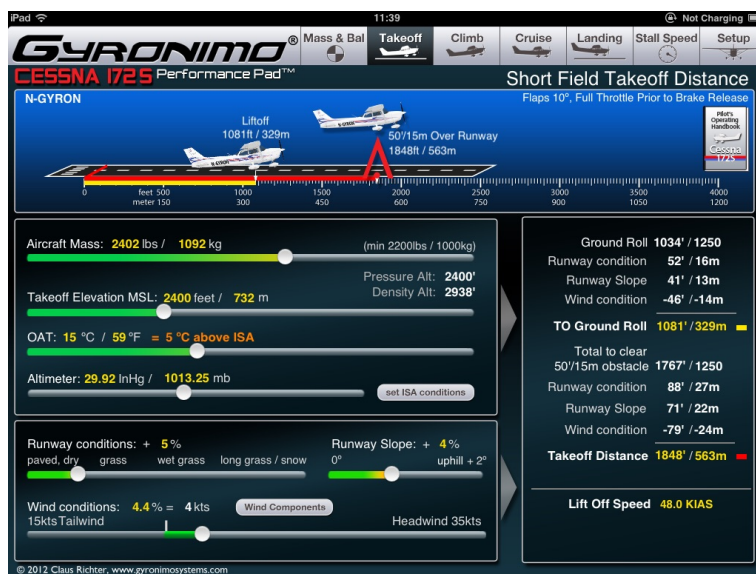 iPad 11:39 Not Charging
GYRONIMO®
Mass & Bal Takeoff Climb Cruise Landing Stall Speed Setup
CESSNA 172S Performance Pad™
Short Field Takeoff Distance
N-GYRON
Flaps 10°, Full Throttle Prior to Brake Release
Pilot's
Operating
Handbook
Cessna
172S
Liftoff
1081ft / 329m
50'/15m Over Runway
1848ft / 563m
N-GYRON
0 feet 500 1000 1500 2000 2500 3000 3500 4000
meter 150 300 450 600 750 900 1050 1200
Aircraft Mass: 2402 lbs / 1092 kg (min 2200lbs / 1000kg)
Pressure Alt: 2400'
Density Alt: 2938'
Takeoff Elevation MSL: 2400 feet / 732 m
OAT: 15 °C / 59 °F = 5 °C above ISA
Altimeter: 29.92 InHg / 1013.25 mb
set ISA conditions
Runway conditions: + 5 %
paved, dry grass wet grass long grass / snow
Runway Slope: + 4 %
0° uphill + 2°
Wind conditions: 4.4 % = 4 kts
Wind Components
15kts Tailwind Headwind 35kts
Ground Roll 1034' / 1250
Runway condition 52' / 16m
Runway Slope 41' / 13m
Wind condition -46' / -14m
TO Ground Roll 1081' / 329m
Total to clear
50'/15m obstacle 1767' / 1250
Runway condition 88' / 27m
Runway Slope 71' / 22m
Wind condition -79' / -24m
Takeoff Distance 1848' / 563m
Lift Off Speed 48.0 KIAS
© 2012 Claus Richter, www.gyronimosystems.com